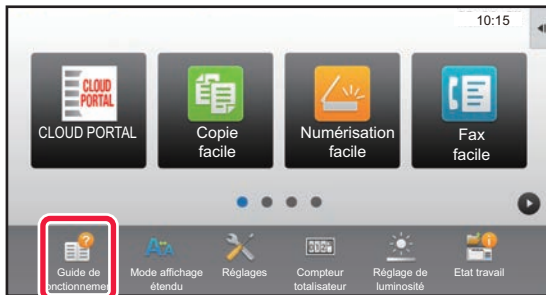 10:15
CLOUD
PORTAL
CLOUD PORTAL
Copie
facile
Numérisation
facile
Fax
facile
Guide de
onctionnemen
Mode affichage
étendu
Réglages
Compteur
totalisateur
Réglage de
luminosité
Etat travail